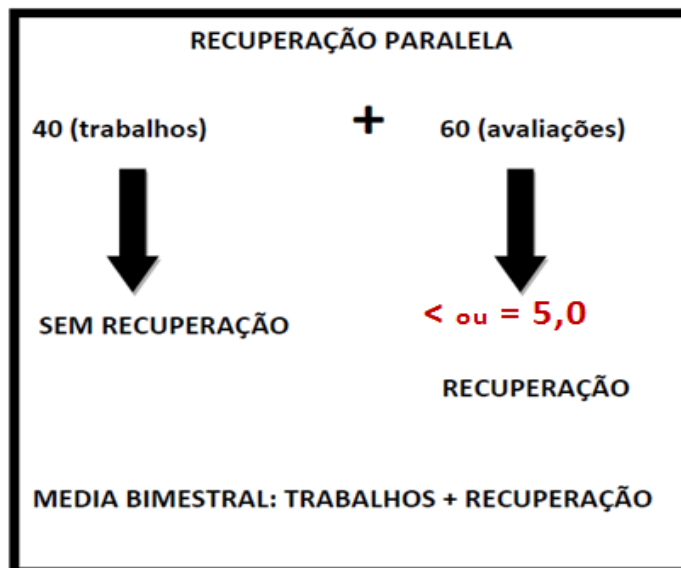 RECUPERAÇÃO PARALELA
40 (trabalhos) + 60 (avaliações)
SEM RECUPERAÇÃO
< ou = 5,0
RECUPERAÇÃO
MEDIA BIMESTRAL: TRABALHOS + RECUPERAÇÃO